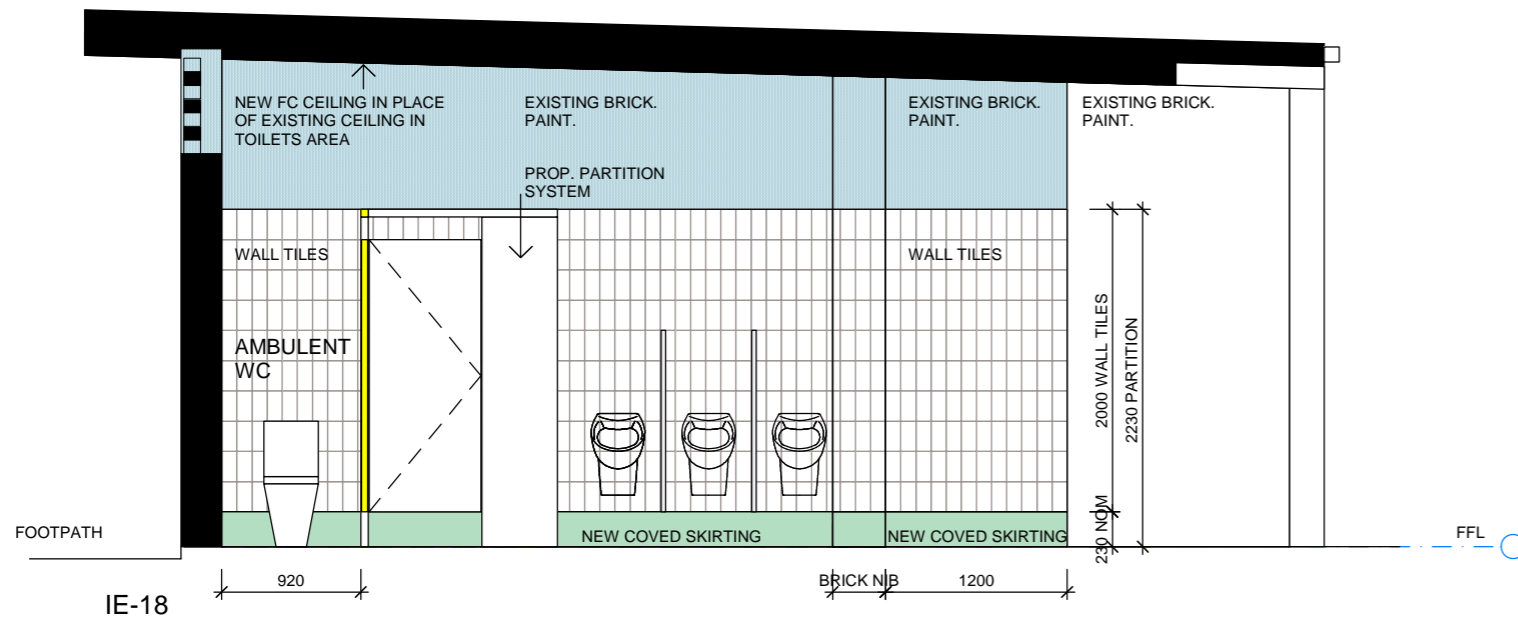 NEW FC CEILING IN PLACE
OF EXISTING CEILING IN
TOILETS AREA
EXISTING BRICK.
PAINT.
EXISTING BRICK.
PAINT.
EXISTING BRICK.
PAINT.
PROP. PARTITION
SYSTEM
WALL TILES
WALL TILES
AMBULENT
WC
2000 WALL TILES
2230 PARTITION
230 NOM
FOOTPATH
NEW COVED SKIRTING
NEW COVED SKIRTING
FFL
920
BRICK NIB
1200
IE-18